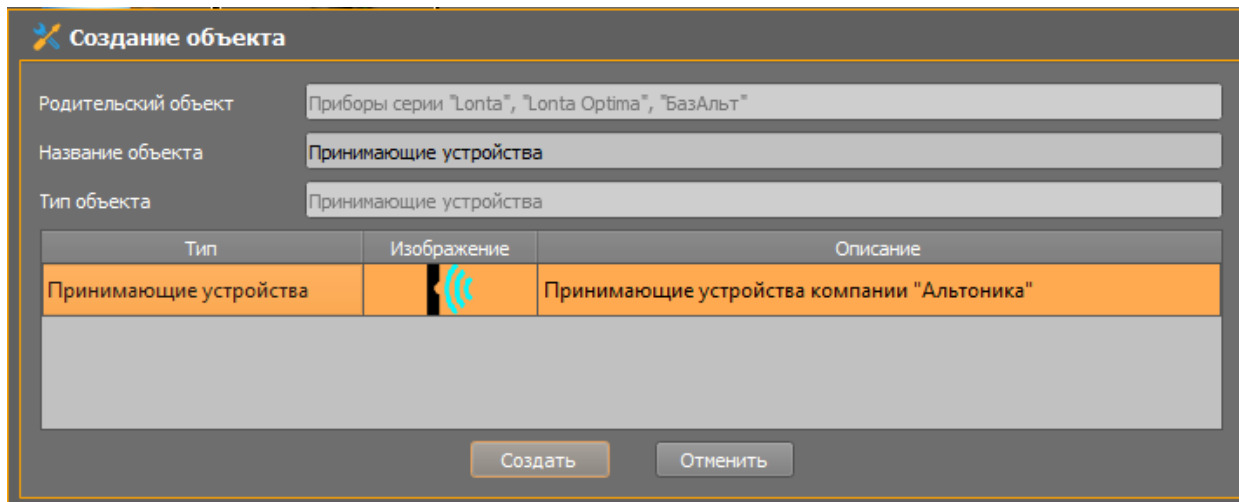 Создание объекта
Родительский объект Приборы серии "Lonta", "Lonta Optima", "БазАльт"
Название объекта Принимающие устройства
Тип объекта Принимающие устройства
Тип Изображение Описание
Принимающие устройства Принимающие устройства компании "Альтоника"
Создать Отменить